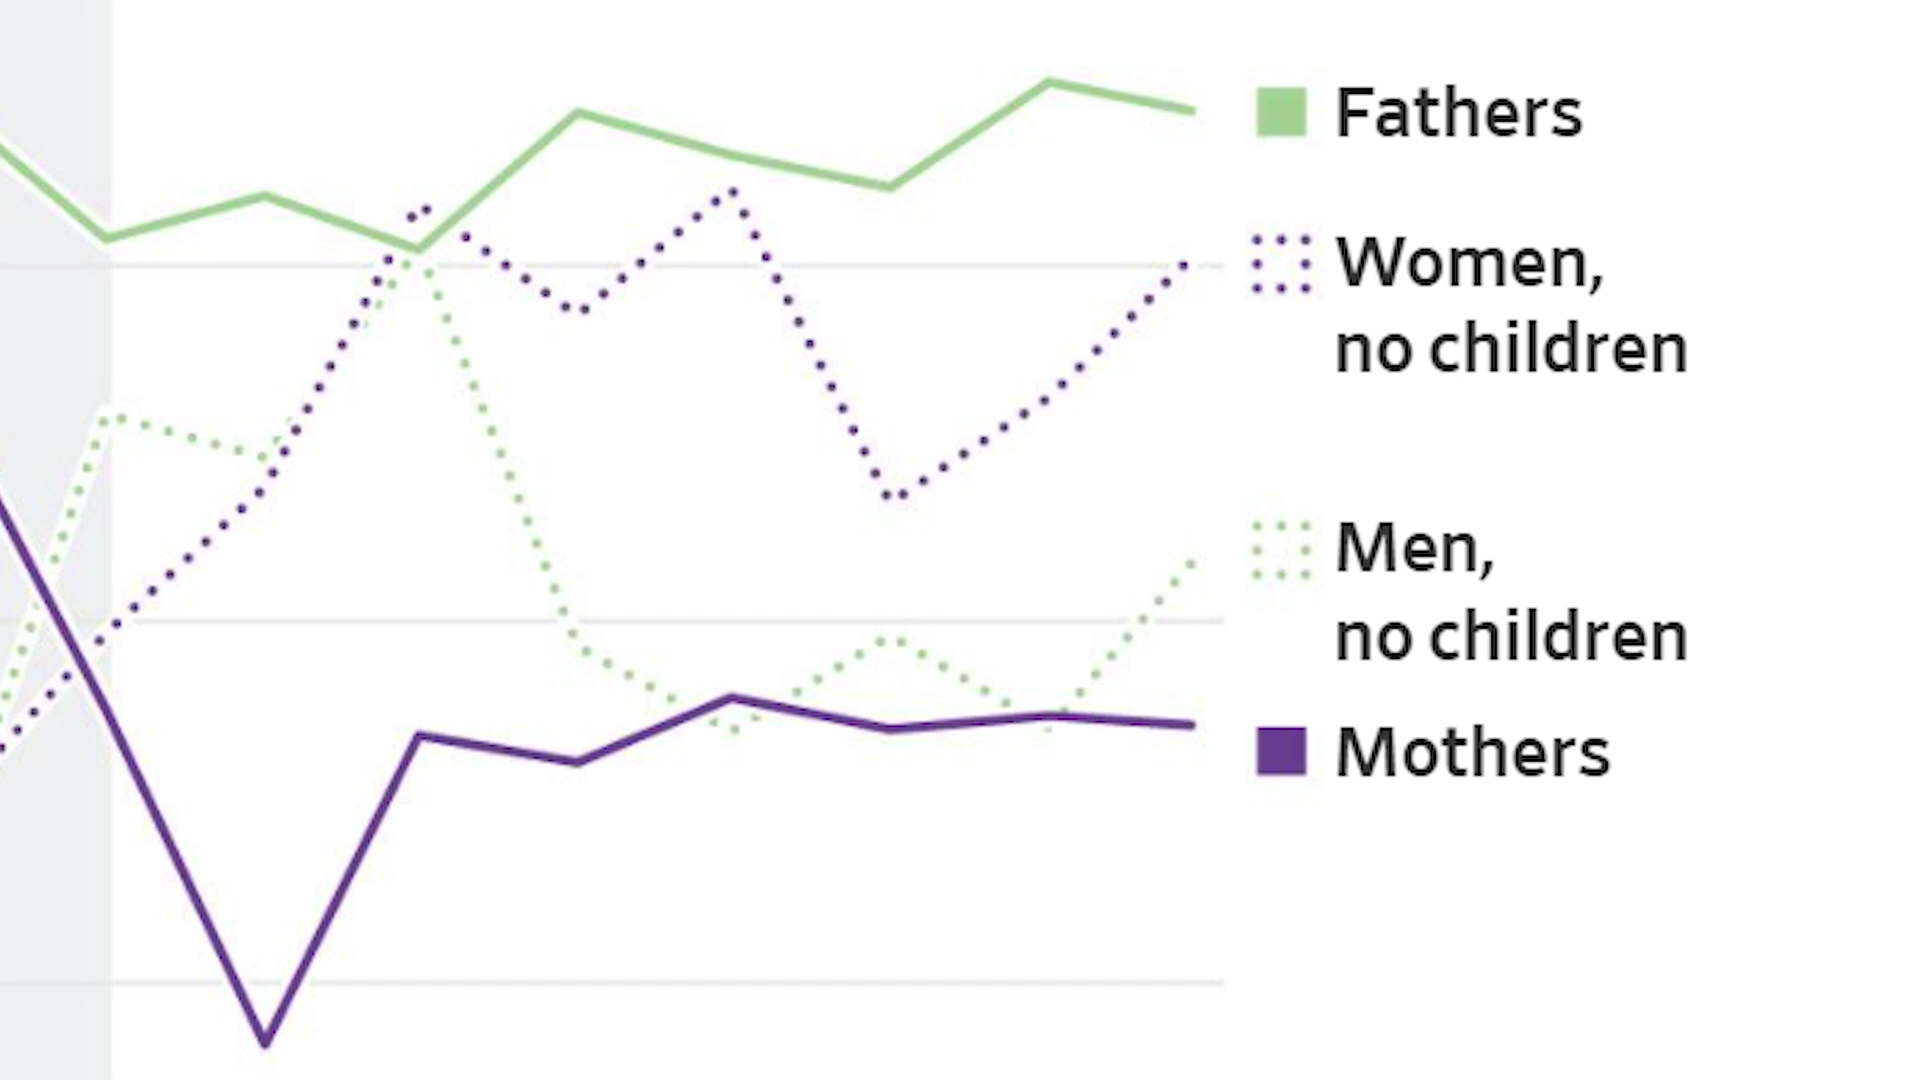 Fathers
Women,
no children
Men,
no children
Mothers